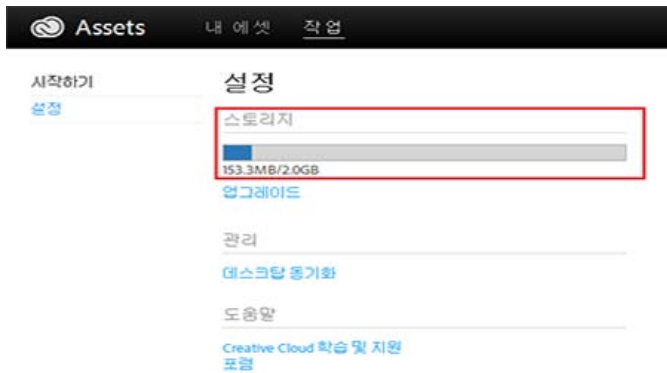 Assets 내 에셋 작업
시작하기
설정
설정
스토리지
153.3MB/2.0GB
업그레이드
관리
데스크탑 동기화
도움말
Creative Cloud 학습 및 지원
포럼